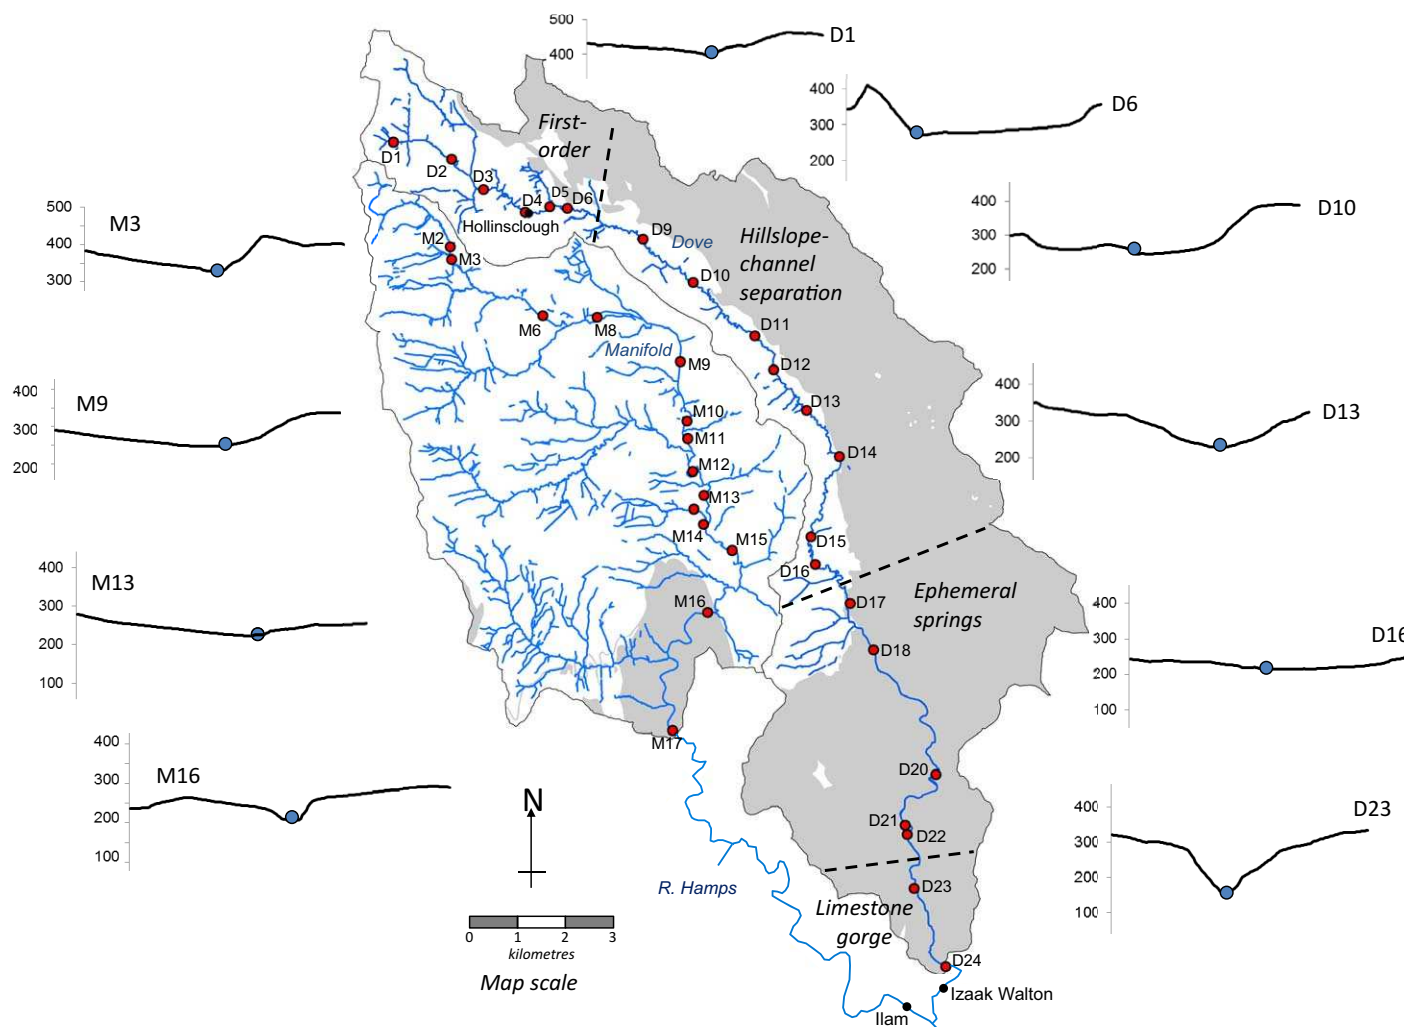 500
400
D1
400
300
200
D6
First-
order
D1
D2
D3
D4
D5
D6
Hollinsclough
M3
500
400
300
M2
M3
D9
Dove
Hillslope-
channel
separation
D10
400
300
200
D10
M6
M8
Manifold
D11
D12
M9
M9
400
300
200
400
300
200
D13
D13
M10
M11
M12
D14
M13
M14
M15
D15
D16
M13
400
300
200
100
M16
D17
Ephemeral
springs
400
300
200
100
D16
D18
M17
M16
400
300
200
100
N
D20
D21
D22
D23
400
300
200
100
D23
R. Hamps
Limestone
gorge
0 1 2 3
kilometres
Map scale
D24
Izaak Walton
Ilam